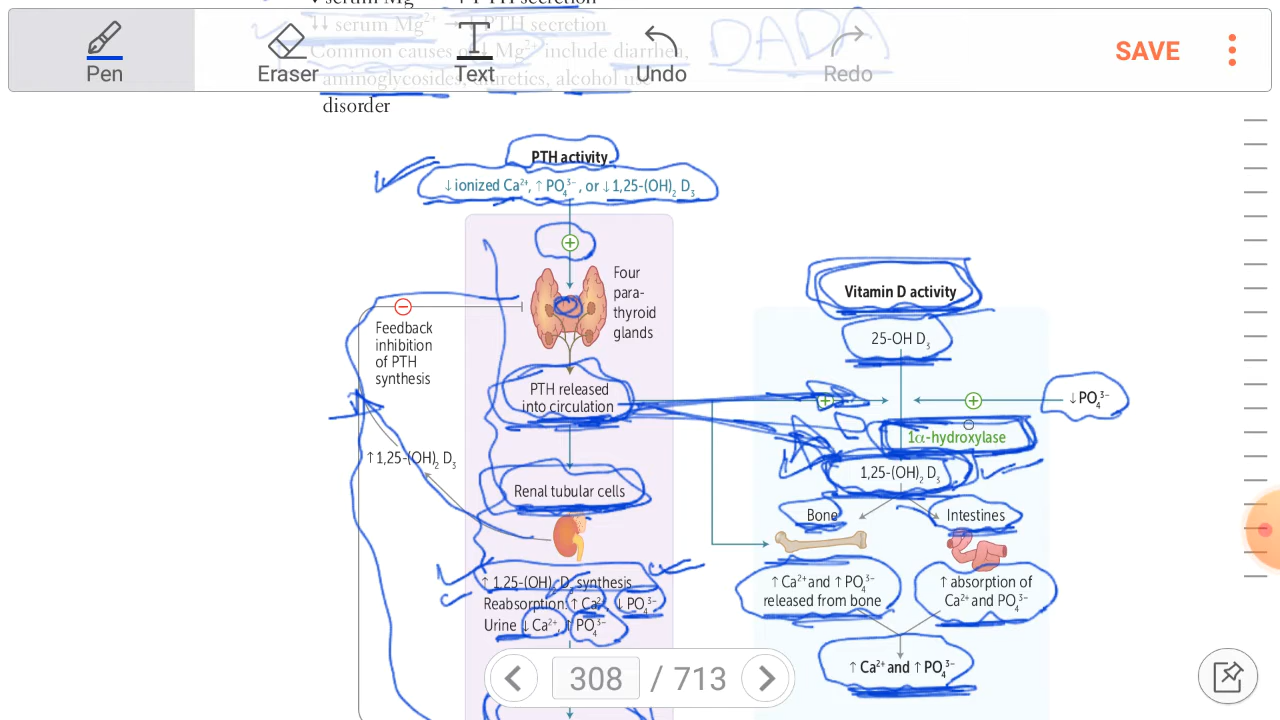 ↓ serum Mg²⁺ → ↓ PTH secretion
↓↓ serum Mg²⁺ → ↓ PTH secretion
Common causes of ↓ Mg²⁺ include diarrhea,
aminoglycosides, diuretics, alcohol use
disorder
DADA
Pen
Eraser
Text
Undo
Redo
SAVE
PTH activity
↓ ionized Ca²⁺, ↑ PO₄³⁻, or ↓ 1,25-(OH)₂ D₃
Four
para-
thyroid
glands
Feedback
inhibition
of PTH
synthesis
PTH released
into circulation
↑ 1,25-(OH)₂ D₃
Renal tubular cells
↑ 1,25-(OH)₂ D₃ synthesis
Reabsorption: ↑ Ca²⁺, ↓ PO₄³⁻
Urine ↓ Ca²⁺, ↑ PO₄³⁻
Vitamin D activity
25-OH D₃
↓ PO₄³⁻
1α-hydroxylase
1,25-(OH)₂ D₃
Bone
Intestines
↑ Ca²⁺ and ↑ PO₄³⁻
released from bone
↑ absorption of
Ca²⁺ and PO₄³⁻
↑ Ca²⁺ and ↑ PO₄³⁻
308 / 713